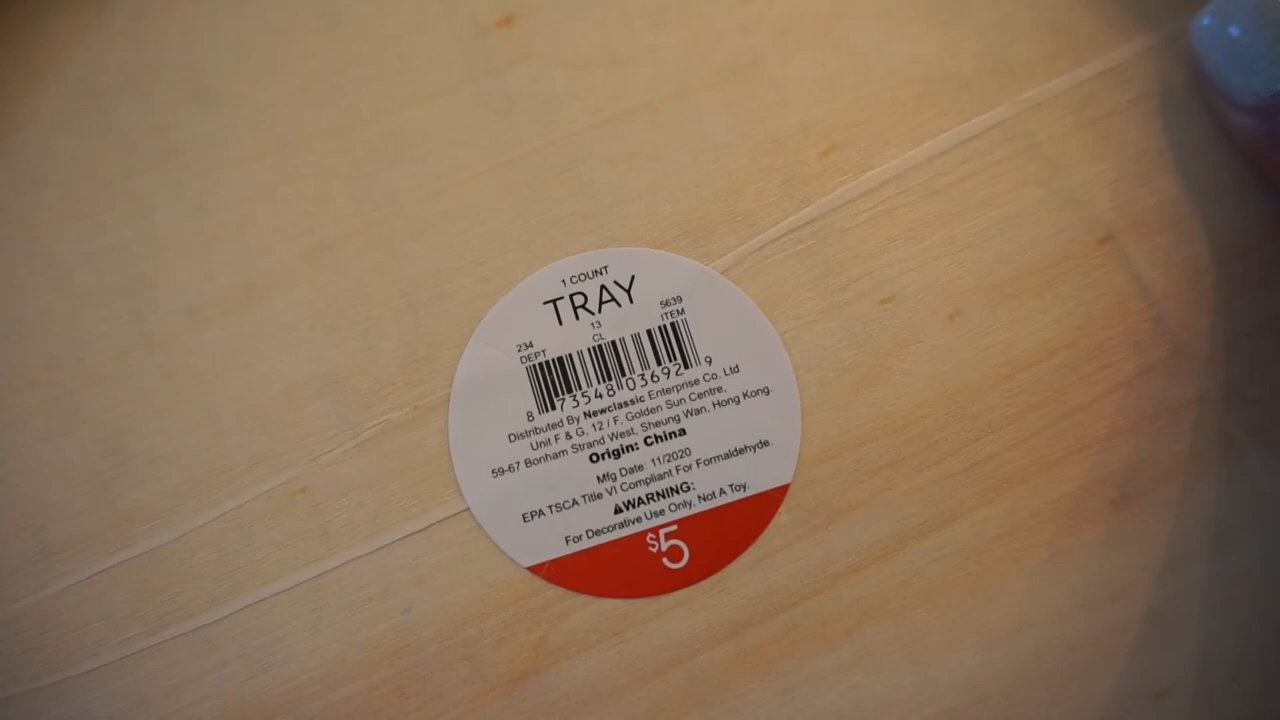 1 COUNT
TRAY
234 13 5639
DEPT CL ITEM
8 73548 03692 9
Distributed By Newclassic Enterprise Co. Ltd
Unit F & G, 12 / F, Golden Sun Centre,
59-67 Bonham Strand West, Sheung Wan, Hong Kong.
Origin: China
Mfg Date: 11/2020
EPA TSCA Title VI Compliant For Formaldehyde.
⚠WARNING:
For Decorative Use Only, Not A Toy.
$5